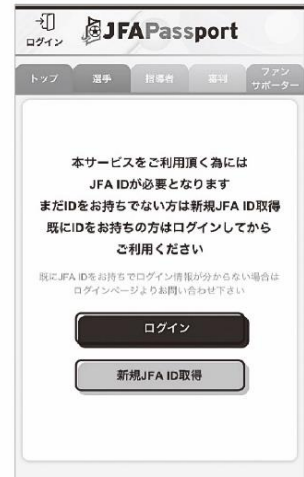 ログイン
JFAPassport
トップ
選手
指導者
審判
ファン
サポーター
本サービスをご利用頂く為には
JFA IDが必要となります
まだIDをお持ちでない方は新規JFA ID取得
既にIDをお持ちの方はログインしてから
ご利用ください
既にJFA IDをお持ちでログイン情報が分からない場合は
ログインページよりお問い合わせ下さい
ログイン
新規JFA ID取得